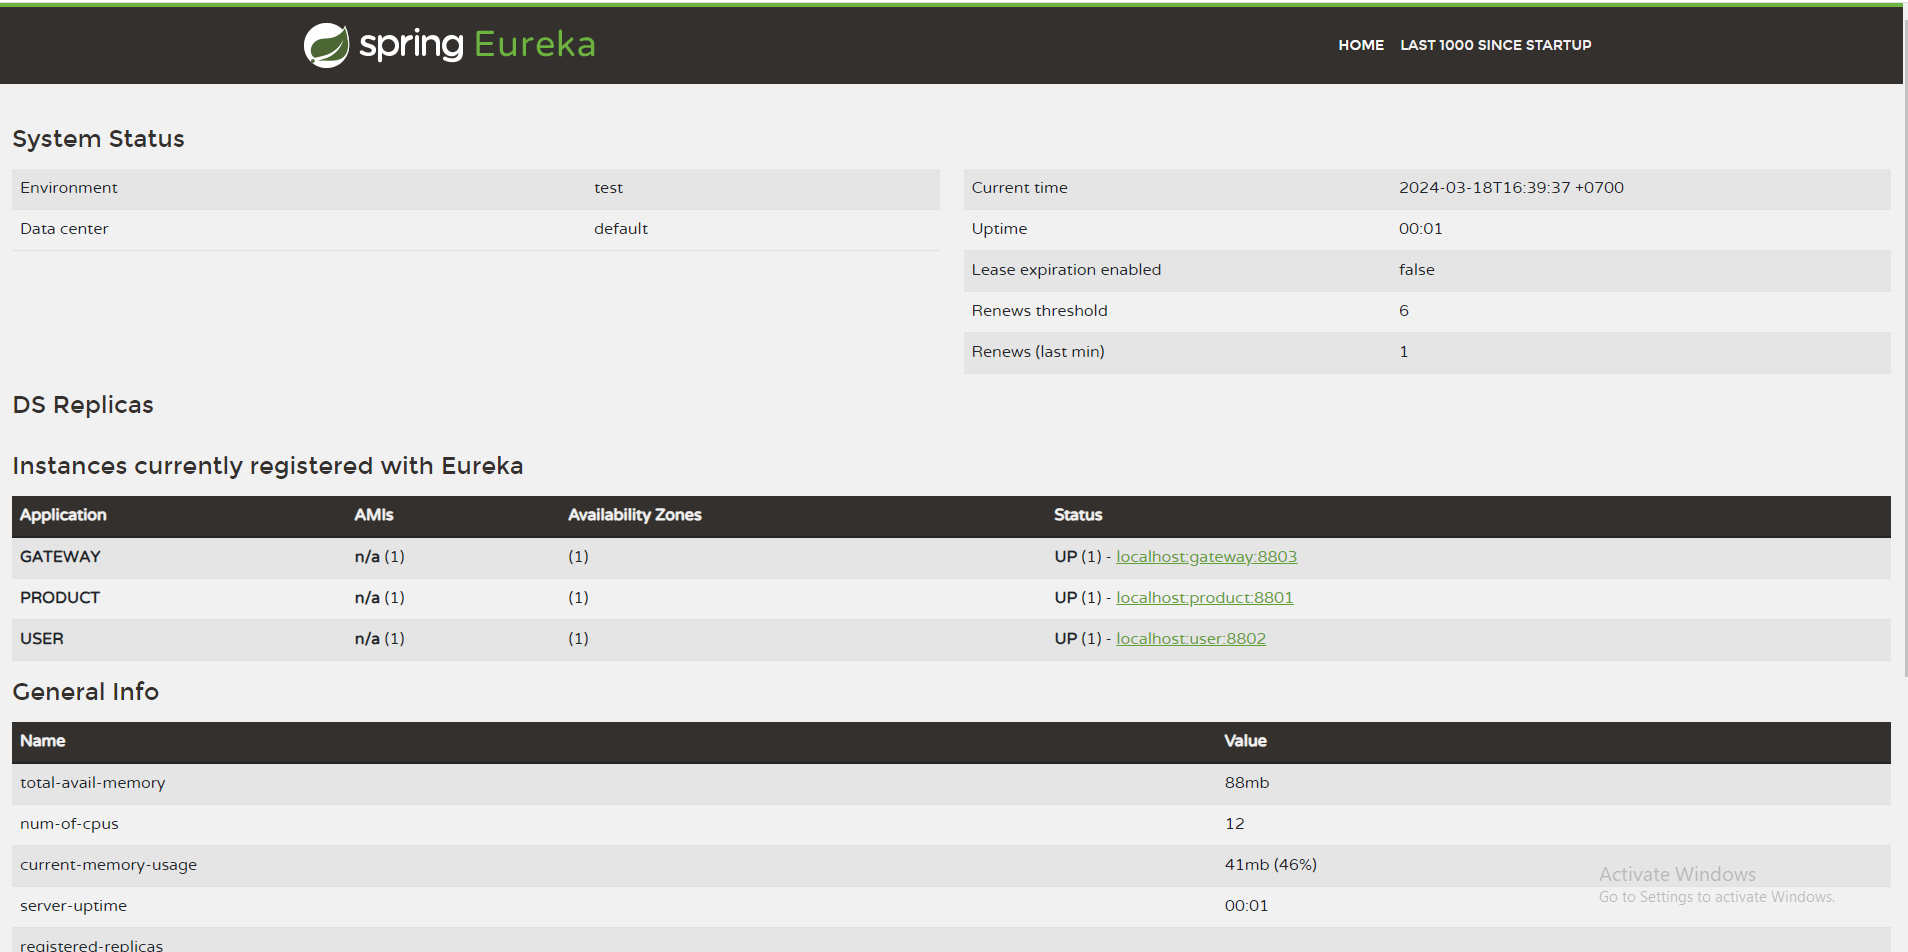 spring Eureka
HOME LAST 1000 SINCE STARTUP
System Status
Environment test
Data center default
Current time 2024-03-18T16:39:37 +0700
Uptime 00:01
Lease expiration enabled false
Renews threshold 6
Renews (last min) 1
DS Replicas
Instances currently registered with Eureka
Application AMIs Availability Zones Status
GATEWAY n/a (1) (1) UP (1) - localhost:gateway:8803
PRODUCT n/a (1) (1) UP (1) - localhost:product:8801
USER n/a (1) (1) UP (1) - localhost:user:8802
General Info
Name Value
total-avail-memory 88mb
num-of-cpus 12
current-memory-usage 41mb (46%)
server-uptime 00:01
registered-replicas
Activate Windows
Go to Settings to activate Windows.